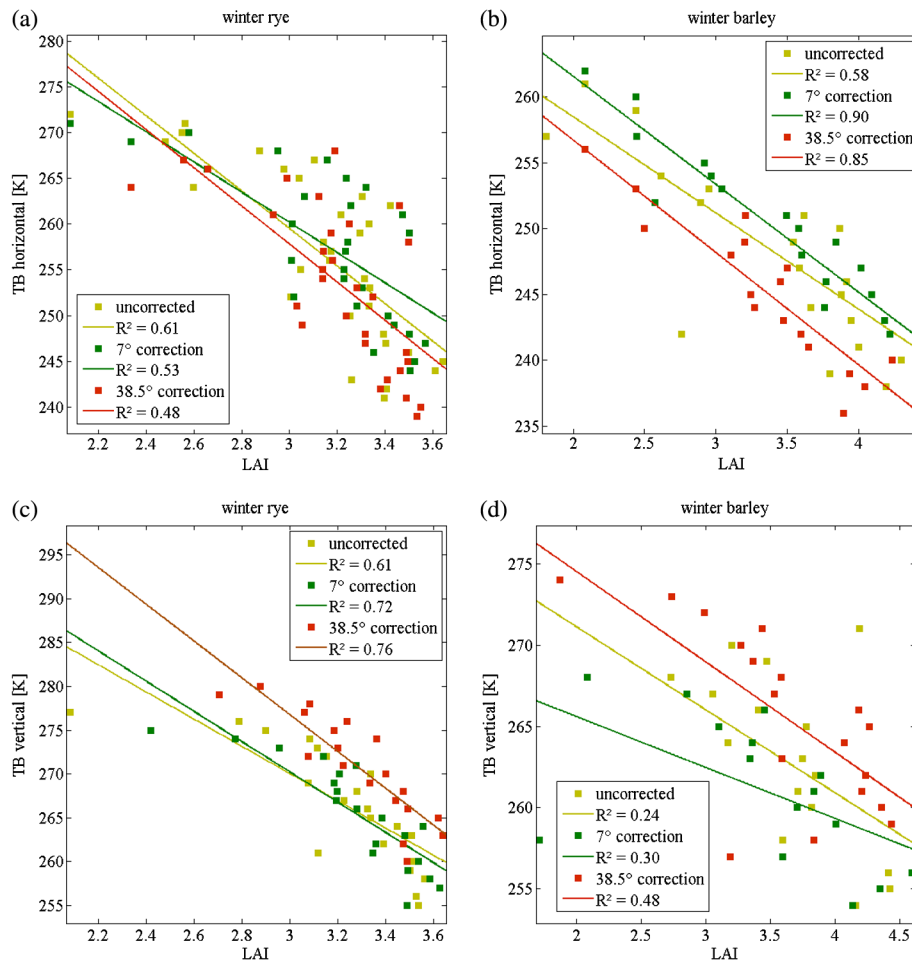 (a)
winter rye
280
275
270
265
260
255
250
245
240
TB horizontal [K]
uncorrected
R² = 0.61
7° correction
R² = 0.53
38.5° correction
R² = 0.48
2.2 2.4 2.6 2.8 3 3.2 3.4 3.6
LAI
(b)
winter barley
260
255
250
245
240
235
TB horizontal [K]
uncorrected
R² = 0.58
7° correction
R² = 0.90
38.5° correction
R² = 0.85
2 2.5 3 3.5 4
LAI
(c)
winter rye
295
290
285
280
275
270
265
260
255
TB vertical [K]
uncorrected
R² = 0.61
7° correction
R² = 0.72
38.5° correction
R² = 0.76
2.2 2.4 2.6 2.8 3 3.2 3.4 3.6
LAI
(d)
winter barley
275
270
265
260
255
TB vertical [K]
uncorrected
R² = 0.24
7° correction
R² = 0.30
38.5° correction
R² = 0.48
2 2.5 3 3.5 4 4.5
LAI